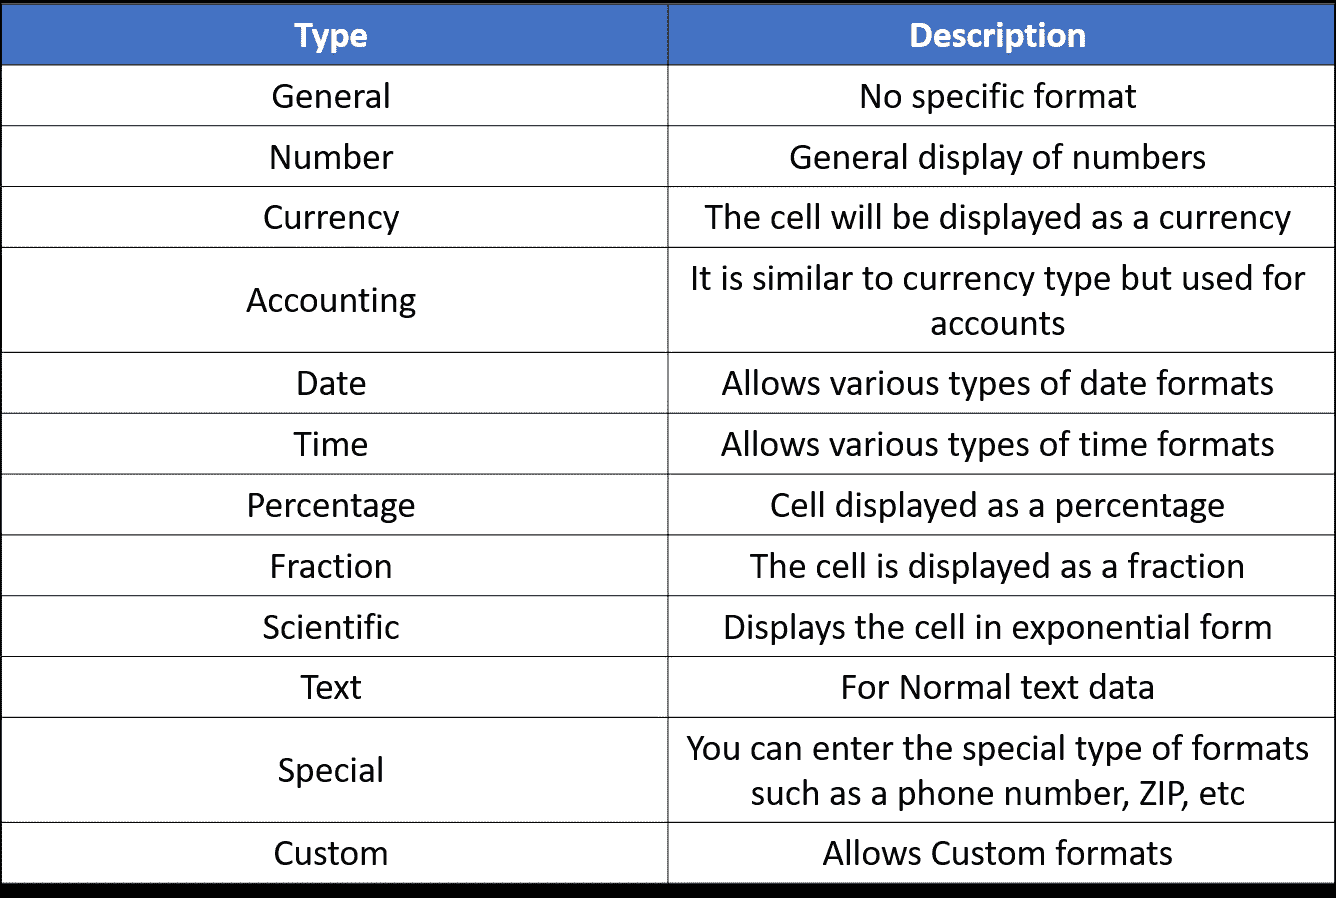 Type Description
General No specific format
Number General display of numbers
Currency The cell will be displayed as a currency
Accounting It is similar to currency type but used for
accounts
Date Allows various types of date formats
Time Allows various types of time formats
Percentage Cell displayed as a percentage
Fraction The cell is displayed as a fraction
Scientific Displays the cell in exponential form
Text For Normal text data
Special You can enter the special type of formats
such as a phone number, ZIP, etc
Custom Allows Custom formats